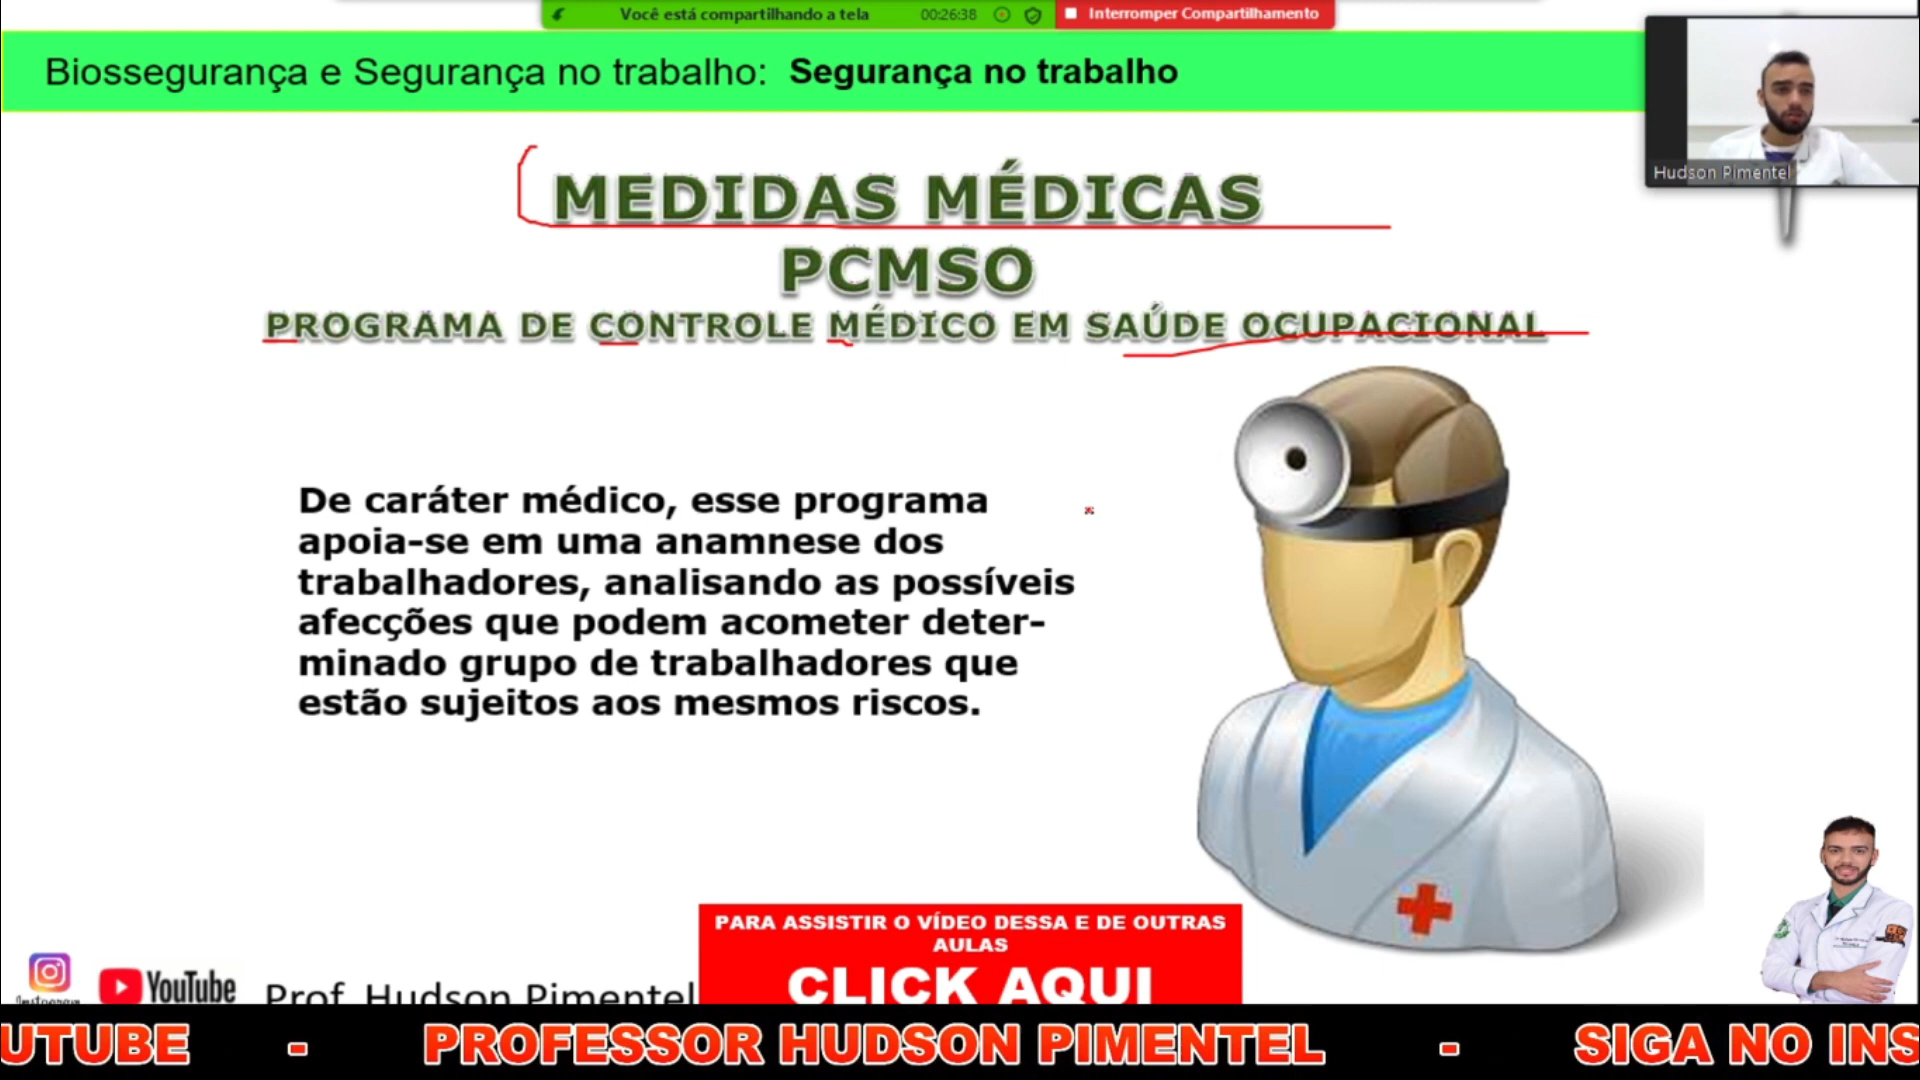 Você está compartilhando a tela 00:26:38 Interromper Compartilhamento
Biossegurança e Segurança no trabalho: Segurança no trabalho
Hudson Pimentel
MEDIDAS MÉDICAS
PCMSO
PROGRAMA DE CONTROLE MÉDICO EM SAÚDE OCUPACIONAL
De caráter médico, esse programa
apoia-se em uma anamnese dos
trabalhadores, analisando as possíveis
afecções que podem acometer deter-
minado grupo de trabalhadores que
estão sujeitos aos mesmos riscos.
PARA ASSISTIR O VÍDEO DESSA E DE OUTRAS
AULAS
CLICK AQUI
Instagram
YouTube
Prof. Hudson Pimentel
UTUBE - PROFESSOR HUDSON PIMENTEL - SIGA NO INS